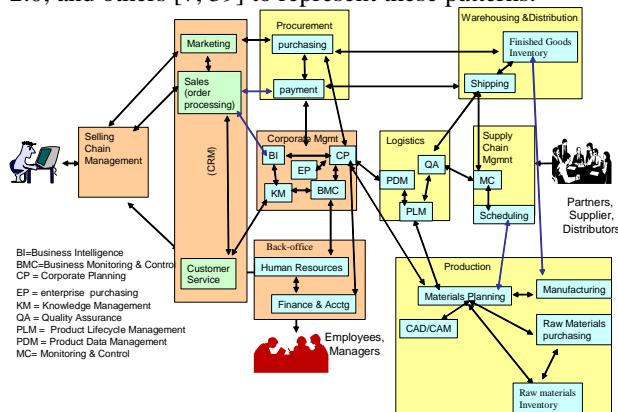 2.0, and others [7, 39] to represent these patterns.
Procurement
Warehousing &Distribution
Marketing
purchasing
Finished Goods
Inventory
Sales
(order
processing)
payment
Shipping
Selling
Chain
Management
(CRM)
Corporate Mgmt
BI
CP
EP
KM
BMC
Logistics
QA
PDM
PLM
Supply
Chain
Mgmnt
MC
Scheduling
Partners,
Supplier,
Distributors
BI=Business Intelligence
BMC=Business Monitoring & Control
CP = Corporate Planning
EP = enterprise purchasing
KM = Knowledge Management
QA = Quality Assurance
PLM = Product Lifecycle Management
PDM = Product Data Management
MC= Monitoring & Control
Customer
Service
Back-office
Human Resources
Finance & Acctg
Employees,
Managers
Production
Materials Planning
Manufacturing
CAD/CAM
Raw Materials
purchasing
Raw materials
Inventory